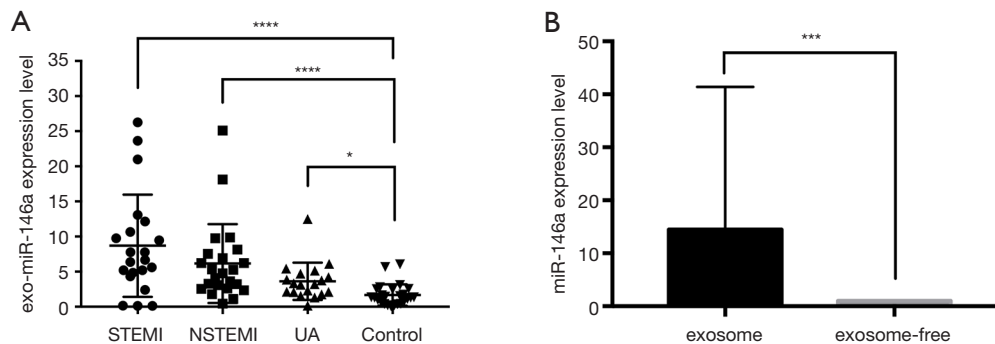 A
exo-miR-146a expression level
35
30
25
20
15
10
5
0
****
****
*
STEMI
NSTEMI
UA
Control
B
miR-146a expression level
50
40
30
20
10
0
***
exosome
exosome-free